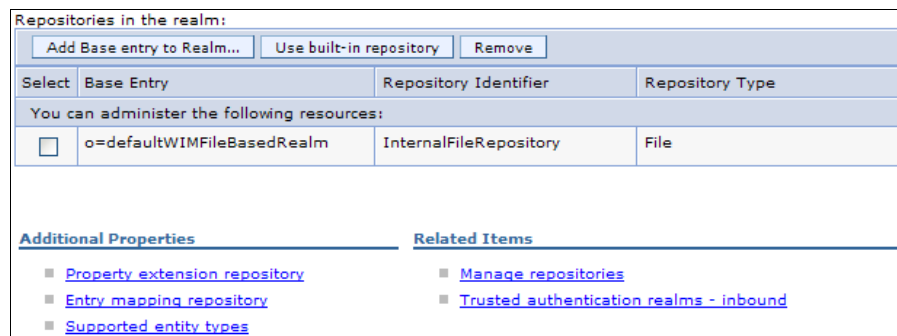 Repositories in the realm:
Add Base entry to Realm... Use built-in repository Remove
Select Base Entry Repository Identifier Repository Type
You can administer the following resources:
o=defaultWIMFileBasedRealm InternalFileRepository File
Additional Properties Related Items
Property extension repository Manage repositories
Entry mapping repository Trusted authentication realms - inbound
Supported entity types